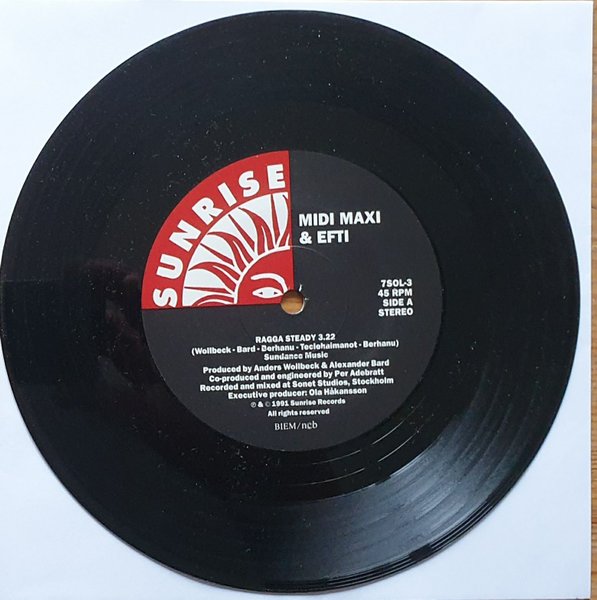 SUNRISE
MIDI MAXI
& EFTI
7SOL-3
45 RPM
SIDE A
STEREO
RAGGA STEADY 3.22
(Wollbeck - Bard - Berhanu - Teclehaimanot - Berhanu)
Sundance Music
Produced by Anders Wollbeck & Alexander Bard
Co-produced and engineered by Per Adebratt
Recorded and mixed at Sonet Studios, Stockholm
Executive producer: Ola Håkansson
℗ & © 1991 Sunrise Records
All rights reserved
BIEM/ncb